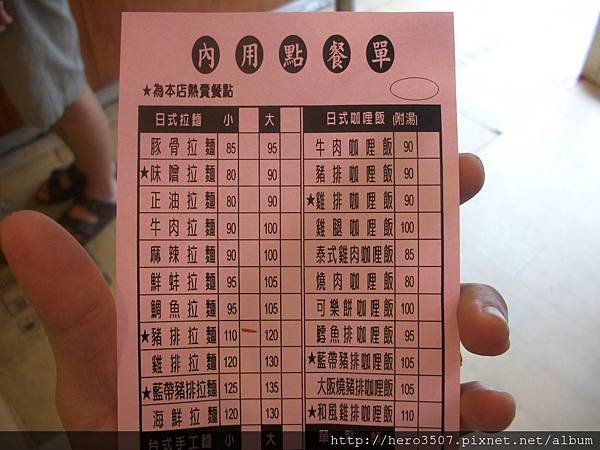 內用點餐單
★為本店熱賣餐點
日式拉麵 小 大
豚骨拉麵 85 95
★味噌拉麵 80 90
正油拉麵 80 90
牛肉拉麵 90 100
麻辣拉麵 90 100
鮮蚌拉麵 95 105
鯛魚拉麵 95 105
★豬排拉麵 110 120
雞排拉麵 120 130
★藍帶豬排拉麵 125 135
海鮮拉麵 120 130
台式手工麵 小 大
日式咖哩飯 (附湯)
牛肉咖哩飯 90
豬排咖哩飯 90
★雞排咖哩飯 90
雞腿咖哩飯 100
泰式雞肉咖哩飯 85
燒肉咖哩飯 80
可樂餅咖哩飯 100
鱈魚排咖哩飯 95
★藍帶豬排咖哩飯 105
大阪燒豬排咖哩飯 105
★和風雞排咖哩飯 110
單點
http://hero3507.pixnet.net/album